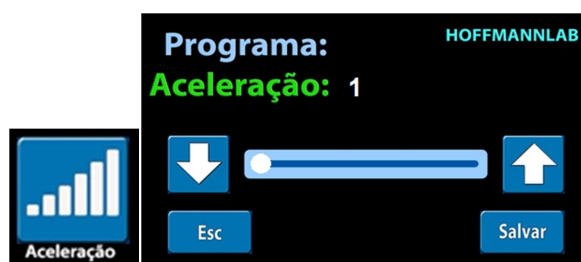 Programa:
HOFFMANNLAB
Aceleração: 1
Esc
Salvar
Aceleração